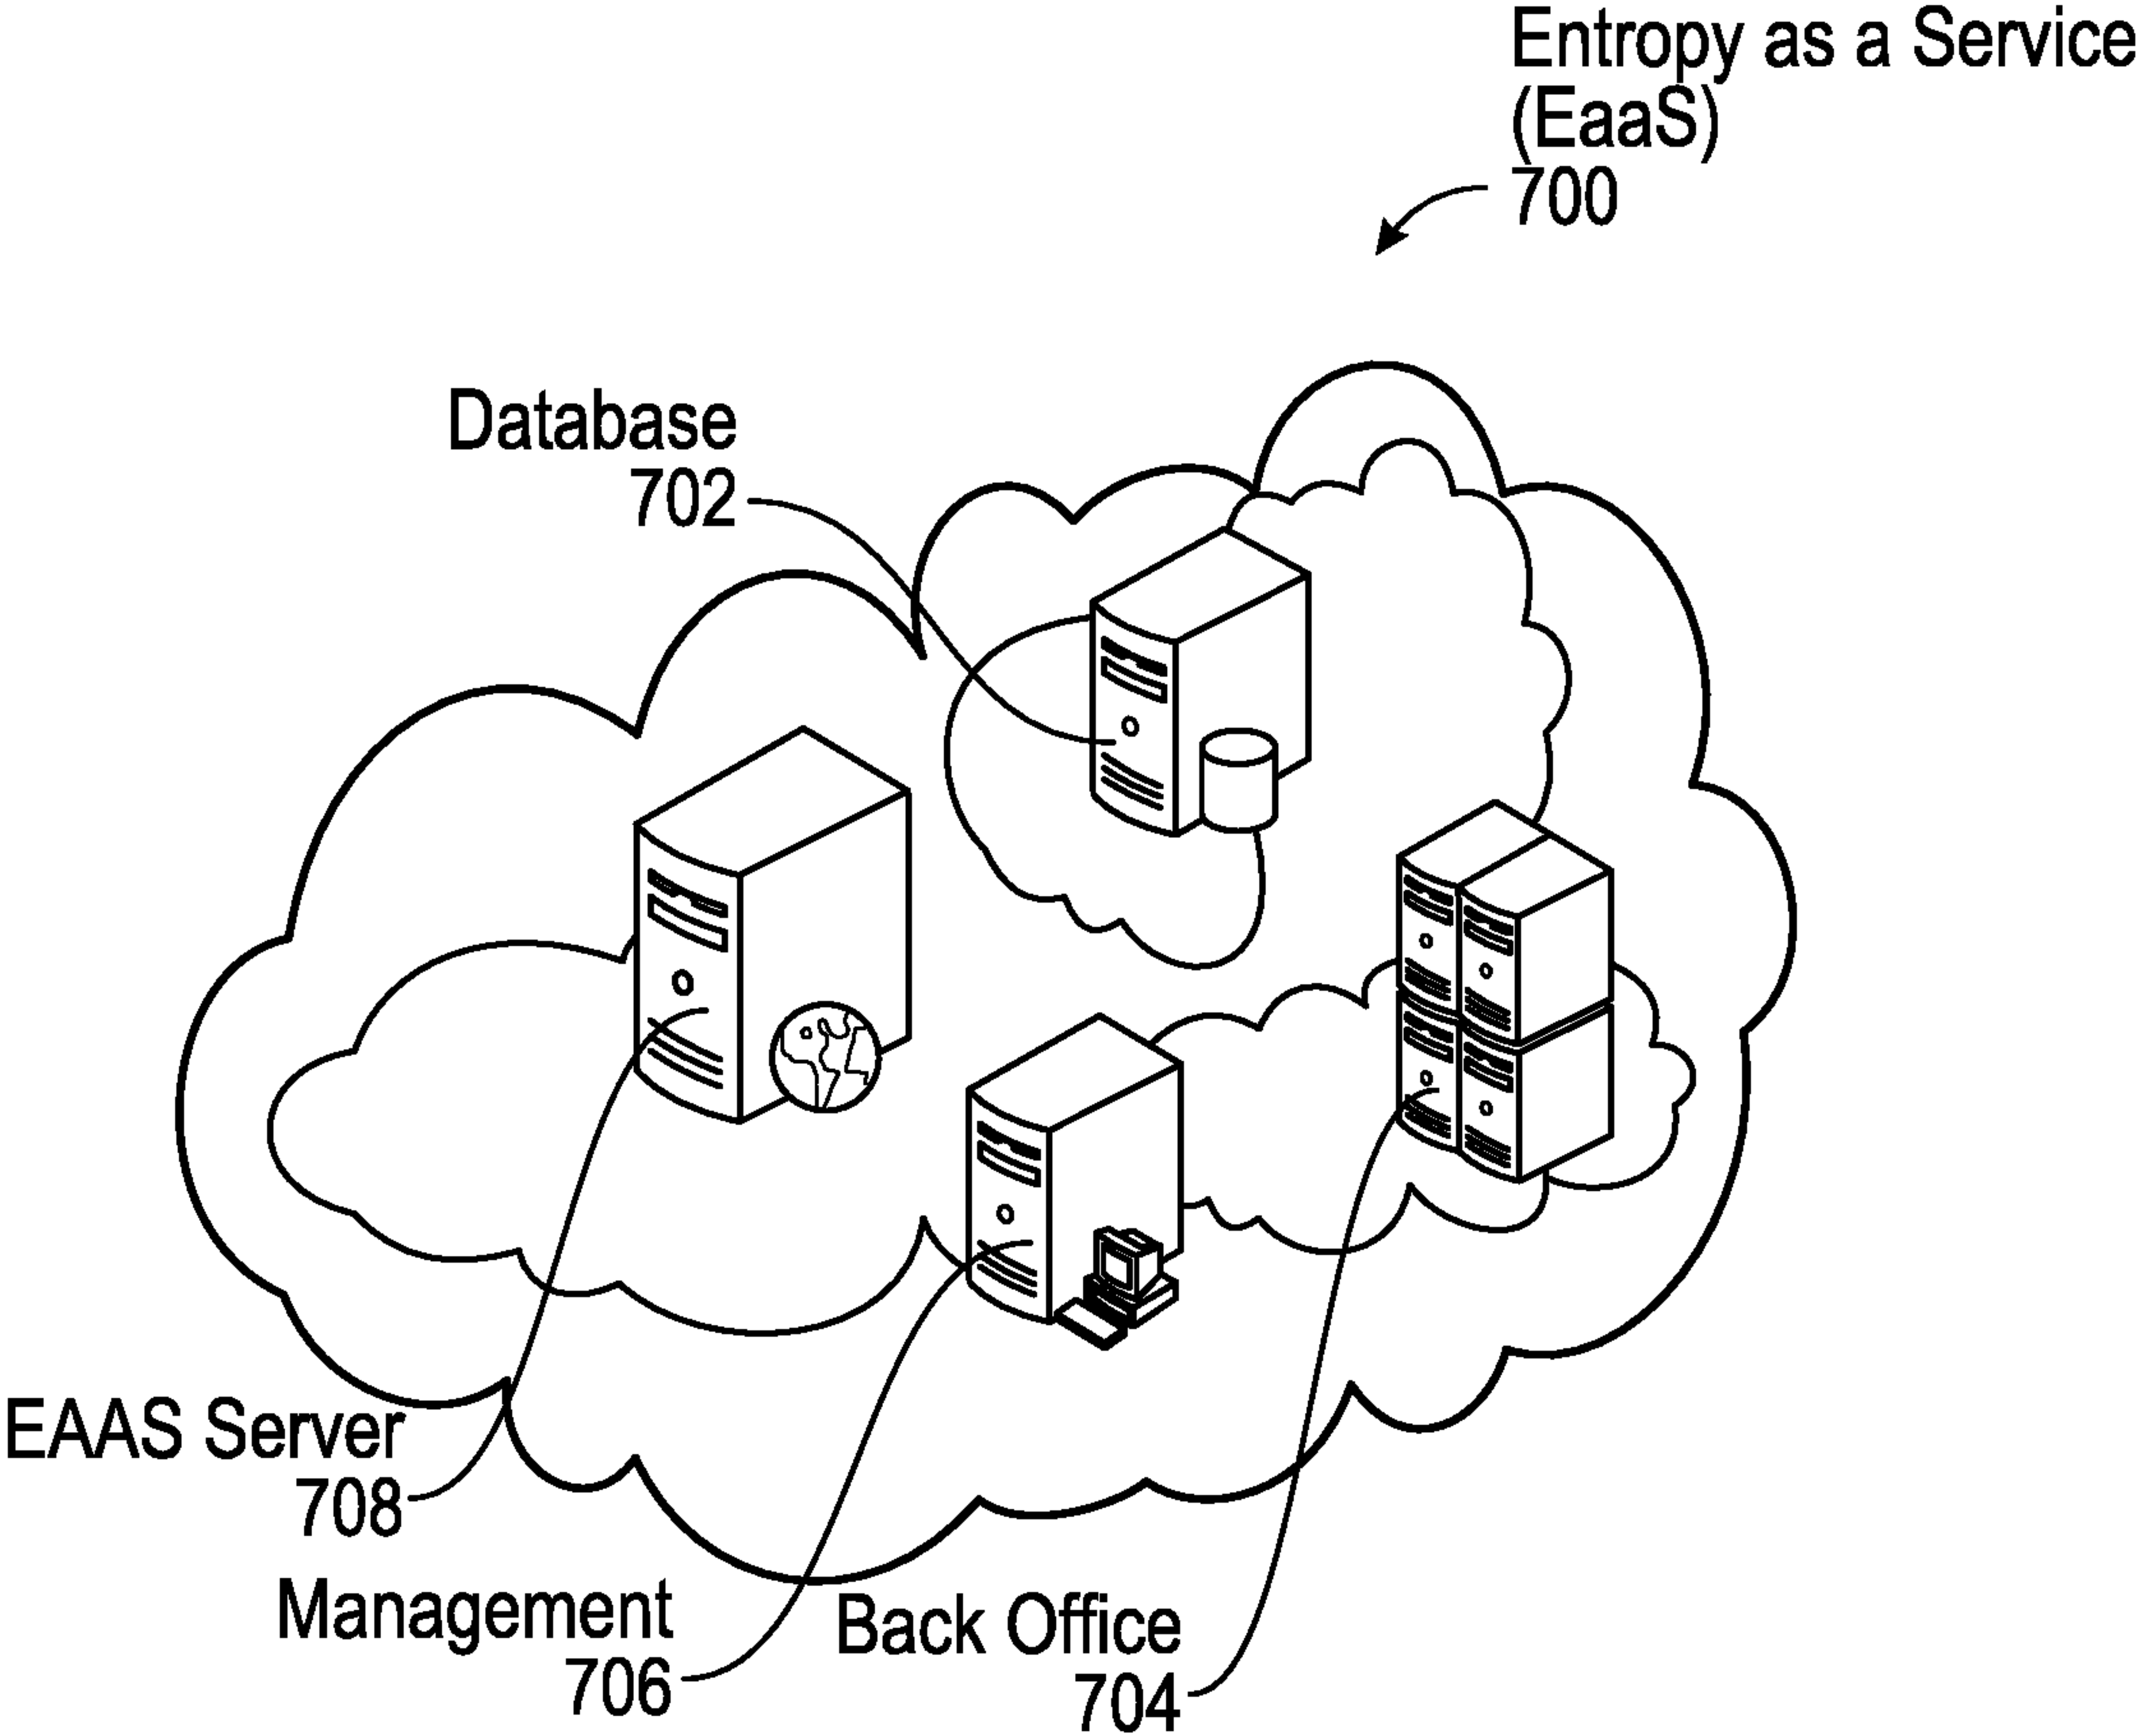 Entropy as a Service
(EaaS)
700
Database
702
EAAS Server
708
Management
706
Back Office
704